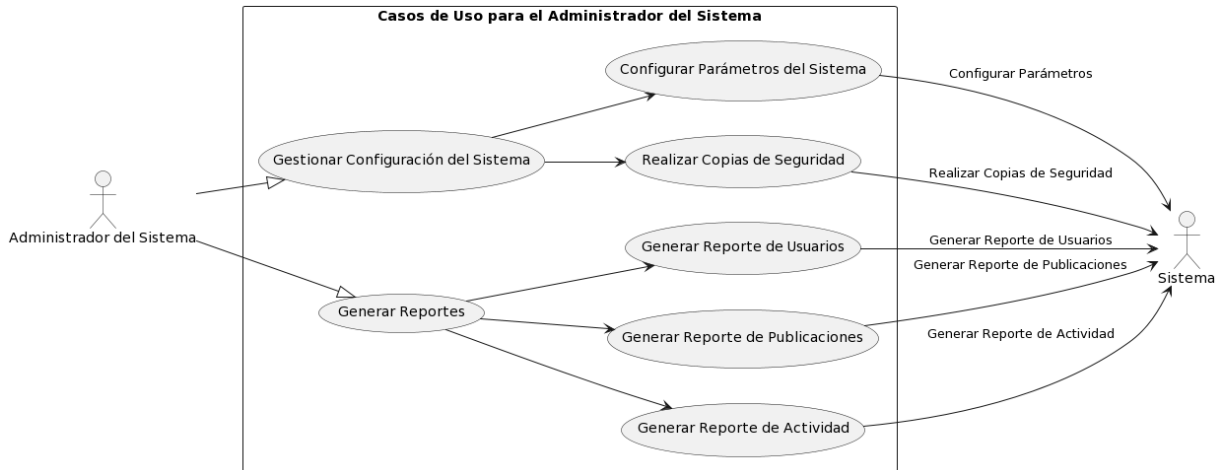 Casos de Uso para el Administrador del Sistema
Configurar Parámetros del Sistema
Configurar Parámetros
Gestionar Configuración del Sistema
Realizar Copias de Seguridad
Realizar Copias de Seguridad
Administrador del Sistema
Generar Reporte de Usuarios
Generar Reporte de Usuarios
Generar Reporte de Publicaciones
Sistema
Generar Reportes
Generar Reporte de Publicaciones
Generar Reporte de Actividad
Generar Reporte de Actividad